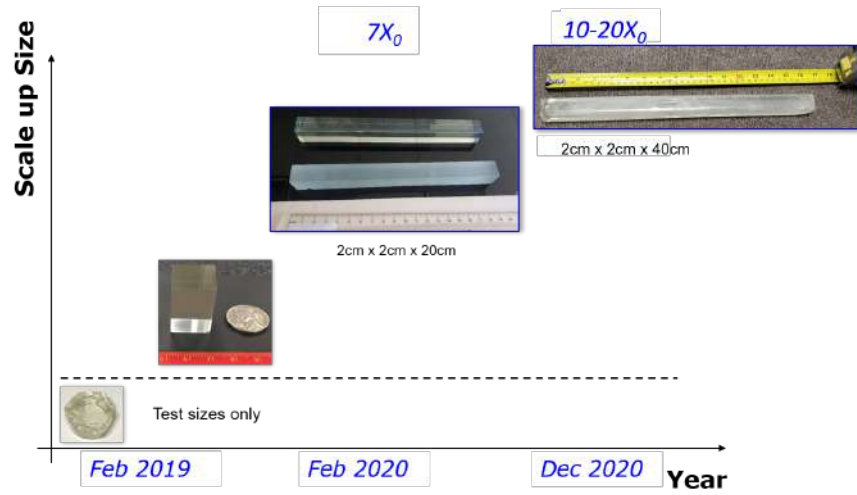 7X₀
10-20X₀
Scale up Size
2cm x 2cm x 40cm
2cm x 2cm x 20cm
Test sizes only
Feb 2019
Feb 2020
Dec 2020
Year